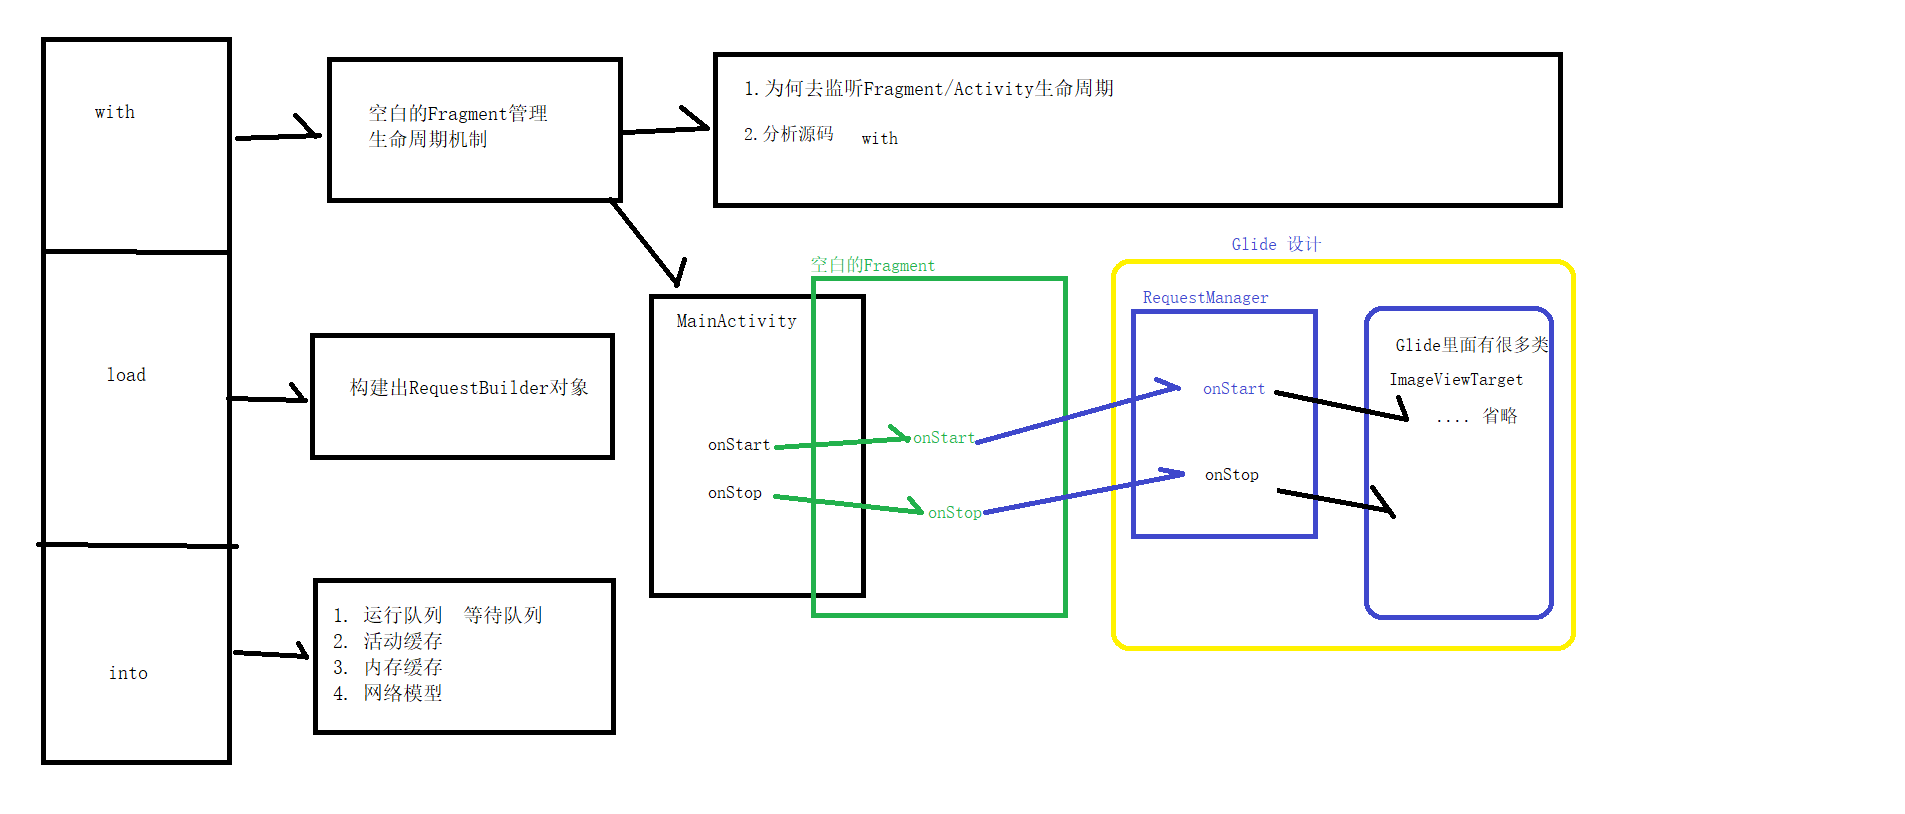 with
空白的Fragment管理
生命周期机制
1.为何去监听Fragment/Activity生命周期
2.分析源码 with
Glide 设计
空白的Fragment
RequestManager
MainActivity
Glide里面有很多类
load
ImageViewTarget
构建出RequestBuilder对象
onStart
.... 省略
onStart
onStart
onStop
onStop
onStop
1. 运行队列 等待队列
2. 活动缓存
into
3. 内存缓存
4. 网络模型